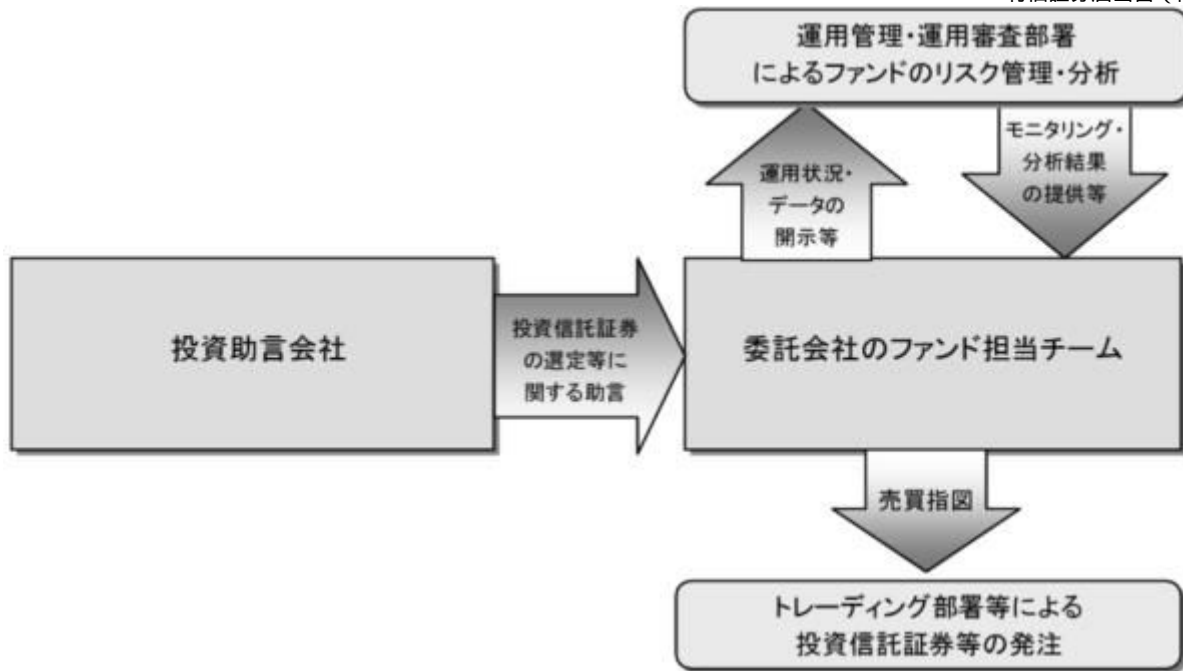 運用管理・運用審査部署
によるファンドのリスク管理・分析
運用状況・
データの
開示等
モニタリング・
分析結果
の提供等
投資助言会社
投資信託証券
の選定等に
関する助言
委託会社のファンド担当チーム
売買指図
トレーディング部署等による
投資信託証券等の発注